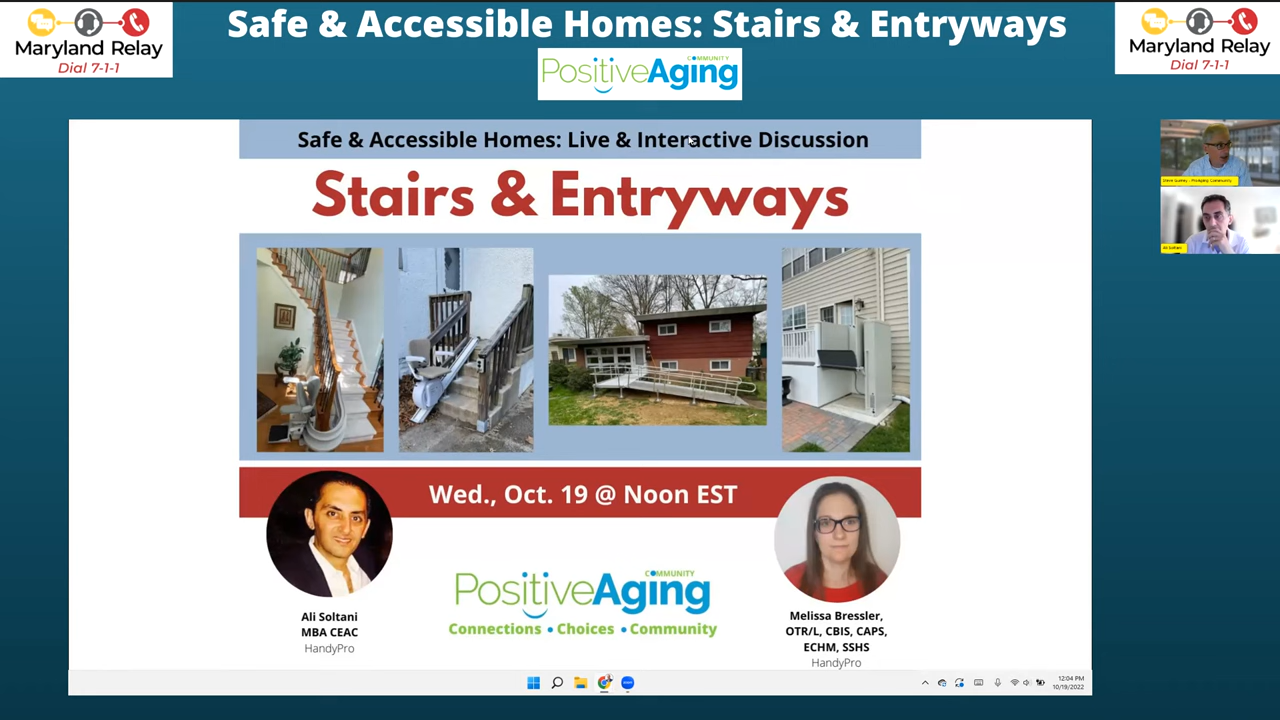 Maryland Relay
Dial 7-1-1
Safe & Accessible Homes: Stairs & Entryways
COMMUNITY
PositiveAging
Maryland Relay
Dial 7-1-1
Safe & Accessible Homes: Live & Interactive Discussion
Stairs & Entryways
Wed., Oct. 19 @ Noon EST
Ali Soltani
MBA CEAC
HandyPro
COMMUNITY
PositiveAging
Connections • Choices • Community
Melissa Bressler,
OTR/L, CBIS, CAPS,
ECHM, SSHS
HandyPro
Ali Soltani
12:04 PM
10/19/2022